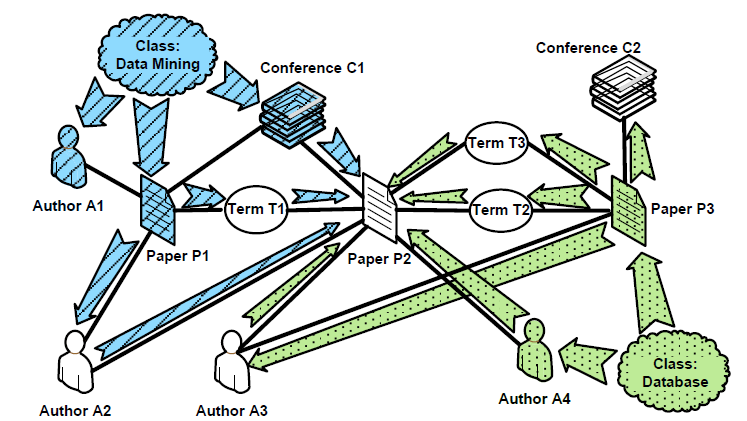 Class:
Data Mining
Conference C1
Conference C2
Term T3
Author A1
Term T1
Term T2
Paper P3
Paper P1
Paper P2
Class:
Database
Author A2
Author A3
Author A4